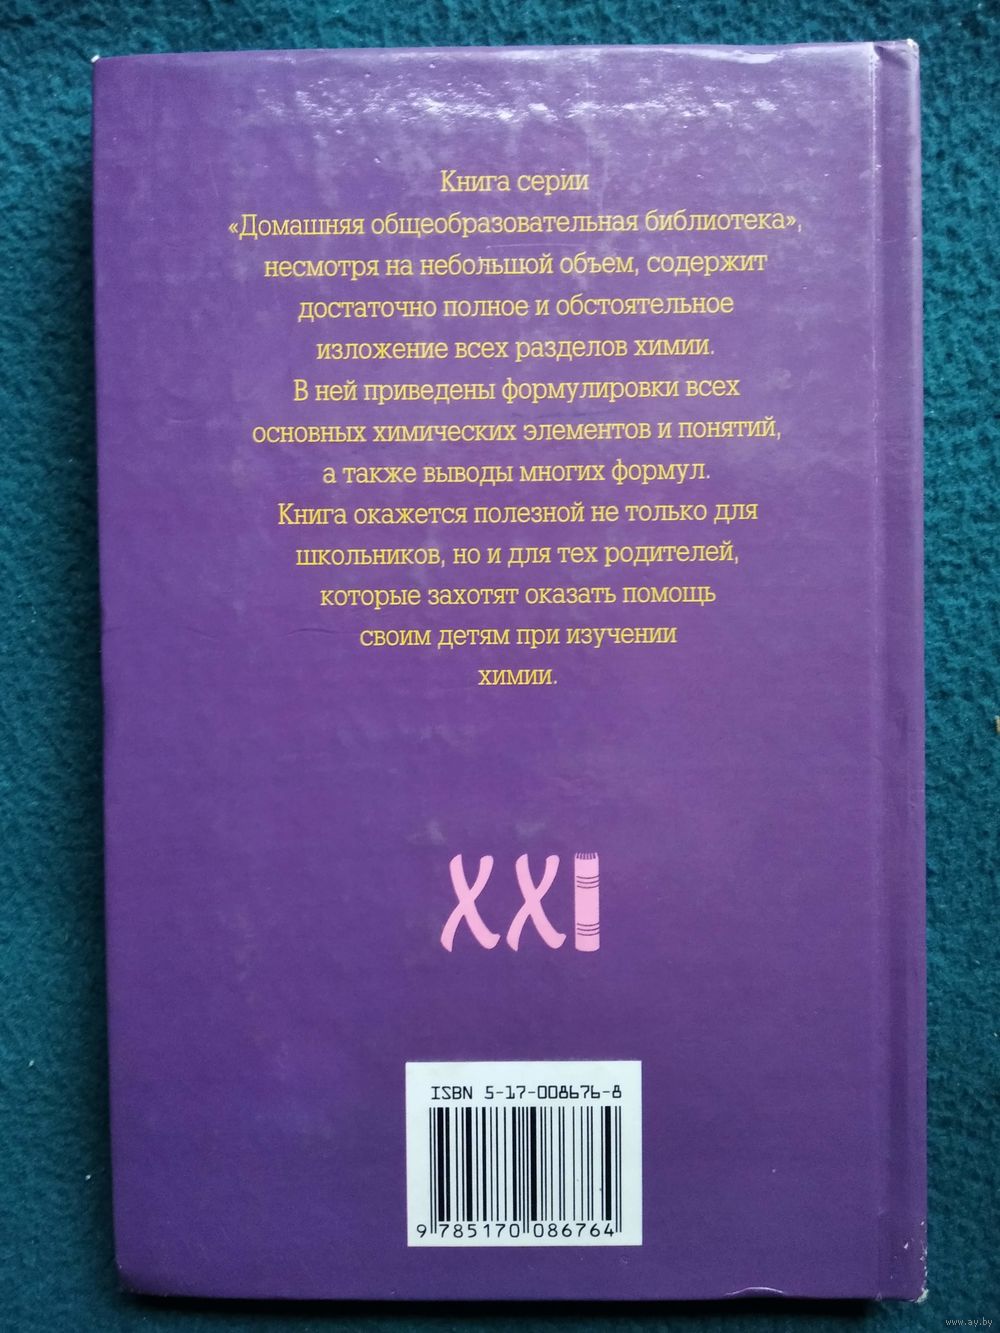 Книга серии
«Домашняя общеобразовательная библиотека»,
несмотря на небольшой объем, содержит
достаточно полное и обстоятельное
изложение всех разделов химии.
В ней приведены формулировки всех
основных химических элементов и понятий,
а также выводы многих формул.
Книга окажется полезной не только для
школьников, но и для тех родителей,
которые захотят оказать помощь
своим детям при изучении
химии.
XXI
ISBN 5-17-008676-8
9 785170 086764
www.ay.by